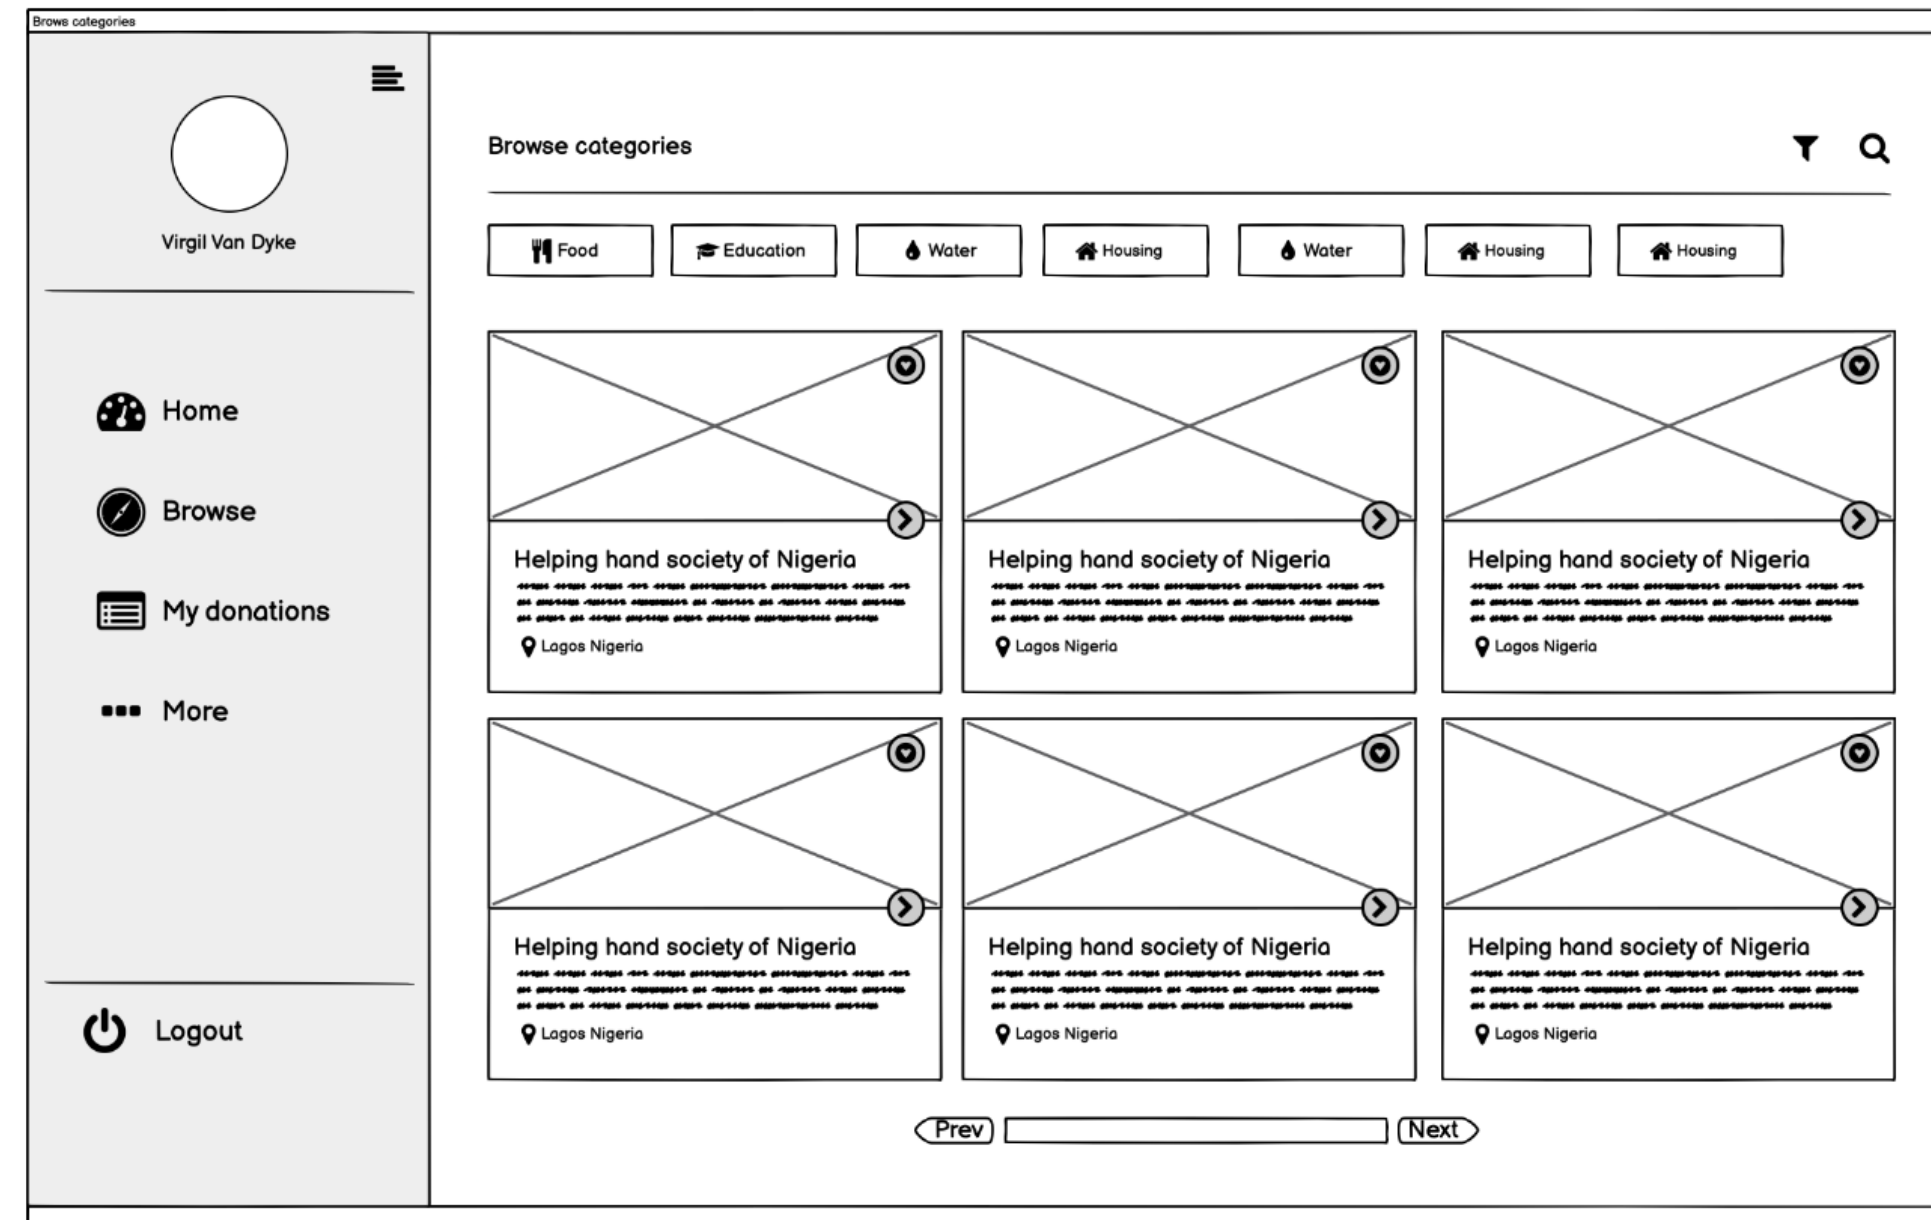 Brows categories
Virgil Van Dyke
Home
Browse
My donations
More
Logout
Browse categories
Food
Education
Water
Housing
Water
Housing
Housing
Helping hand society of Nigeria
Lagos Nigeria
Helping hand society of Nigeria
Lagos Nigeria
Helping hand society of Nigeria
Lagos Nigeria
Helping hand society of Nigeria
Lagos Nigeria
Helping hand society of Nigeria
Lagos Nigeria
Helping hand society of Nigeria
Lagos Nigeria
Prev
Next